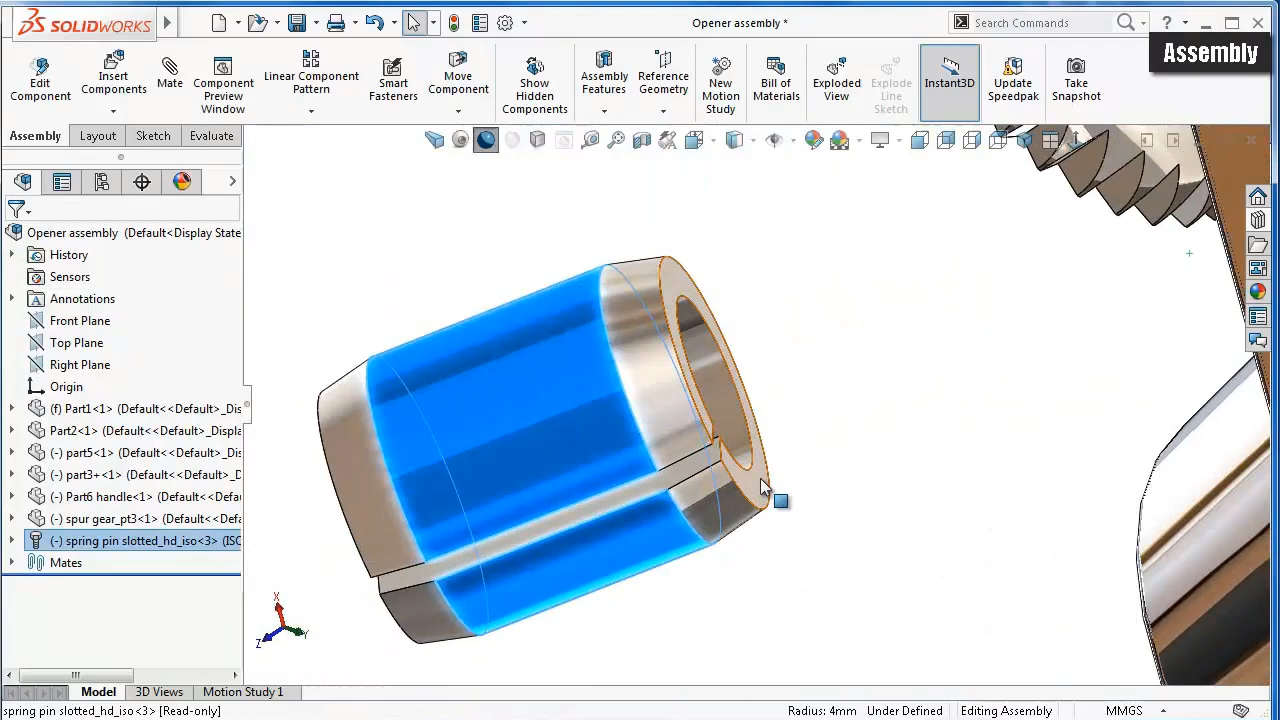 SOLIDWORKS
Opener assembly *
Search Commands
?
Assembly
Edit Component
Insert Components
Mate
Component Preview Window
Linear Component Pattern
Smart Fasteners
Move Component
Show Hidden Components
Assembly Features
Reference Geometry
New Motion Study
Bill of Materials
Exploded View
Explode Line Sketch
Instant3D
Update Speedpak
Take Snapshot
Assembly Layout Sketch Evaluate
Opener assembly (Default<Display State
History
Sensors
Annotations
Front Plane
Top Plane
Right Plane
Origin
(f) Part1<1> (Default<<Default>_Dis
Part2<1> (Default<<Default>_Displa
(-) part5<1> (Default<<Default>_Dis
(-) part3+<1> (Default<<Default>_D
(-) Part6 handle<1> (Default<<Defa
(-) spur gear_pt3<1> (Default<<Defa
(-) spring pin slotted_hd_iso<3> (ISO
Mates
X
Y
Z
Model 3D Views Motion Study 1
spring pin slotted_hd_iso<3> [Read-only] Radius: 4mm Under Defined Editing Assembly MMGS